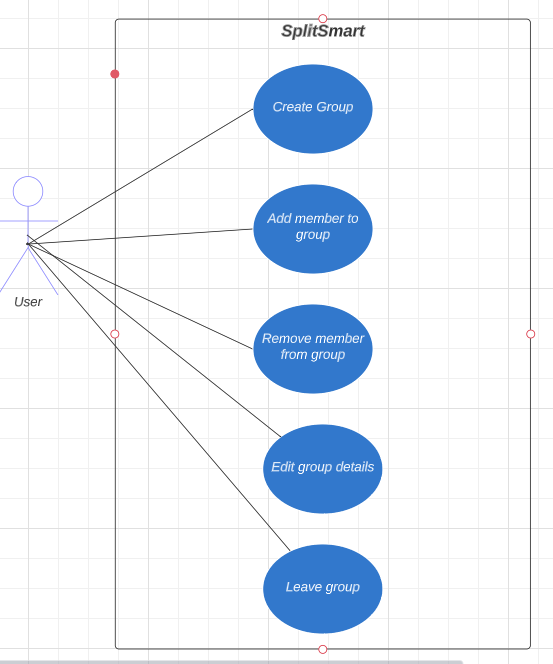 SplitSmart
Create Group
Add member to
group
Remove member
from group
User
Edit group details
Leave group